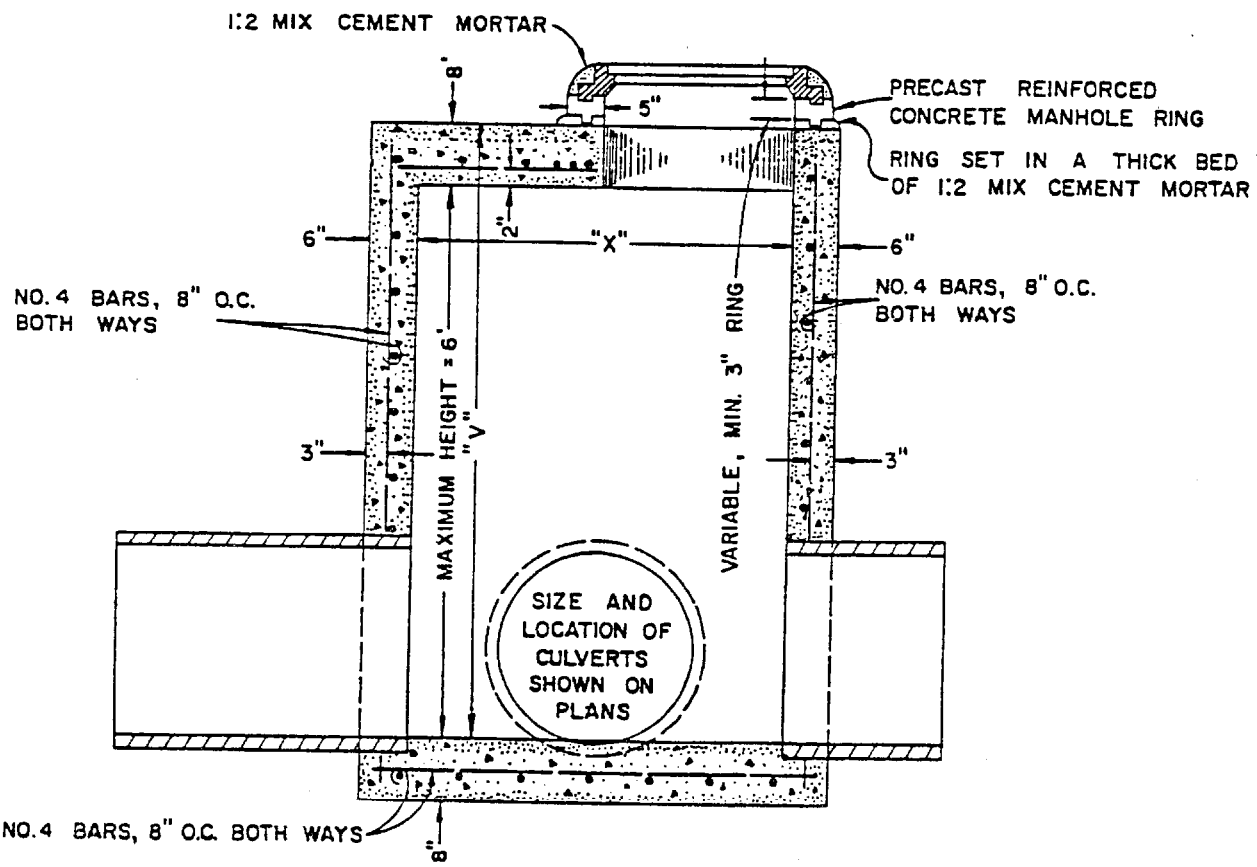 1:2 MIX CEMENT MORTAR
8'
5"
PRECAST REINFORCED
CONCRETE MANHOLE RING
RING SET IN A THICK BED
OF 1:2 MIX CEMENT MORTAR
2"
6"
"X"
6"
NO. 4 BARS, 8" O.C.
BOTH WAYS
NO. 4 BARS, 8" O.C.
BOTH WAYS
MAXIMUM HEIGHT = 6'
"V"
VARIABLE, MIN. 3" RING
3"
3"
SIZE AND
LOCATION OF
CULVERTS
SHOWN ON
PLANS
NO. 4 BARS, 8" O.C. BOTH WAYS
8"